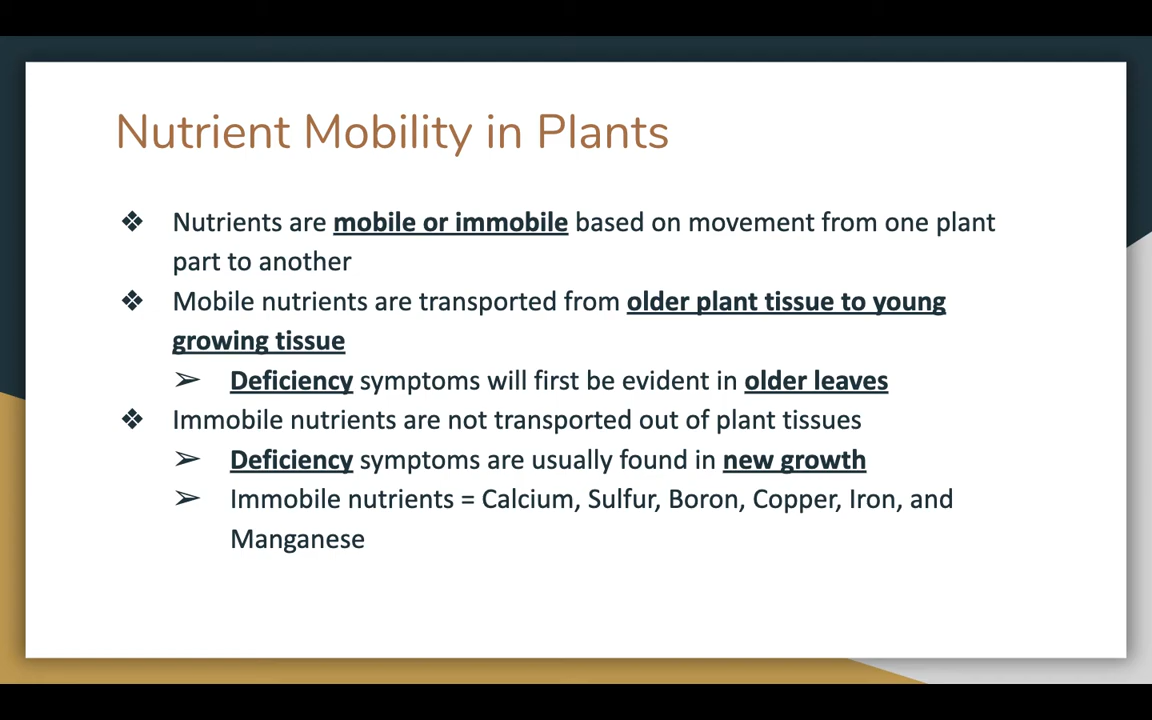 Nutrient Mobility in Plants
❖ Nutrients are mobile or immobile based on movement from one plant
part to another
❖ Mobile nutrients are transported from older plant tissue to young
growing tissue
➢ Deficiency symptoms will first be evident in older leaves
❖ Immobile nutrients are not transported out of plant tissues
➢ Deficiency symptoms are usually found in new growth
➢ Immobile nutrients = Calcium, Sulfur, Boron, Copper, Iron, and
Manganese